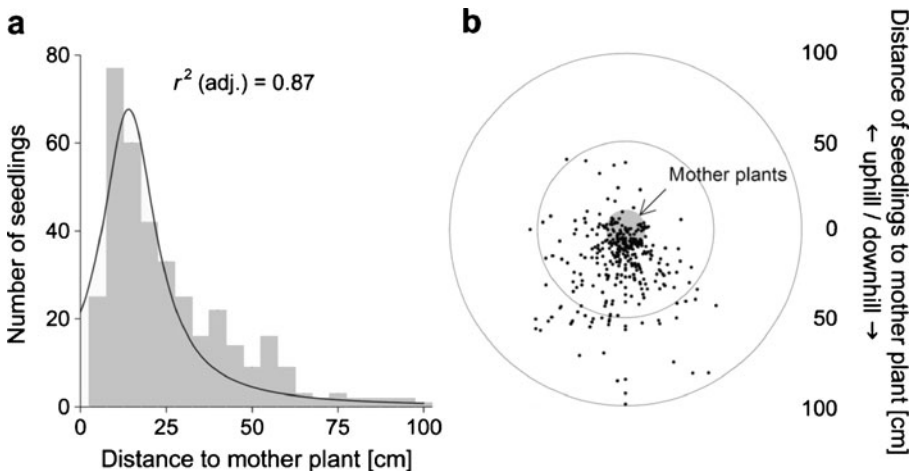 a
80
60
40
20
0
Number of seedlings
r² (adj.) = 0.87
0 25 50 75 100
Distance to mother plant [cm]
b
Mother plants
100
50
0
50
100
Distance of seedlings to mother plant [cm]
← uphill / downhill →